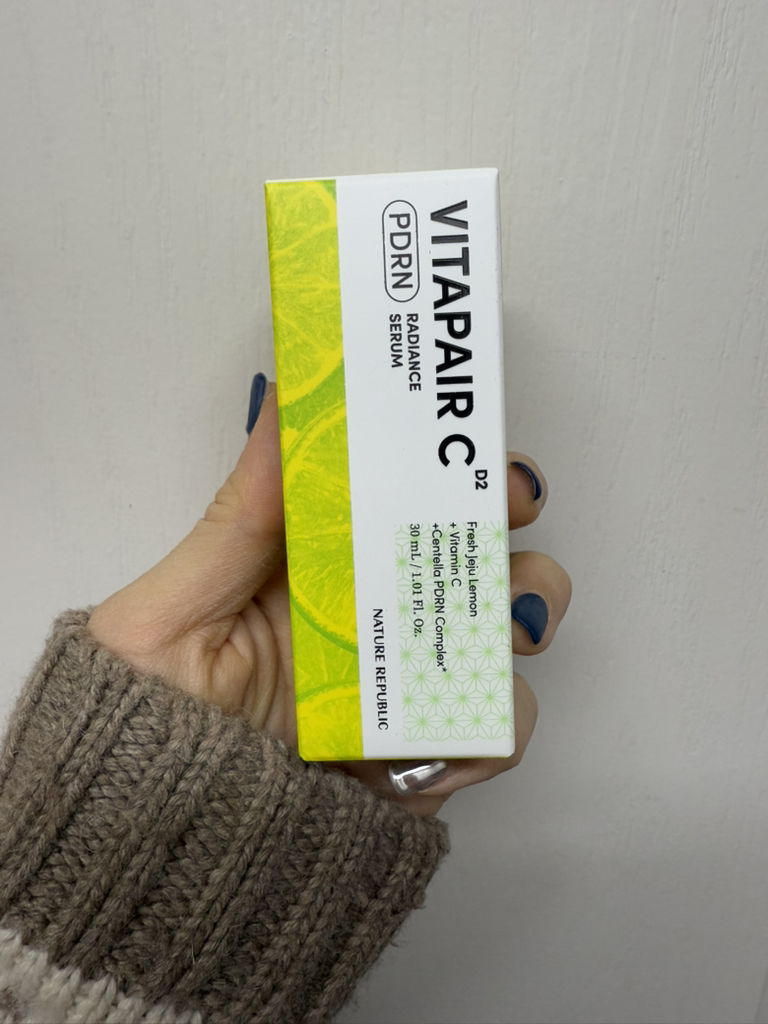 VITAPAIR C D2
PDRN
RADIANCE
SERUM
Fresh Jeju Lemon
+ Vitamin C
+Centella PDRN Complex*
30 mL / 1.01 Fl. Oz.
NATURE REPUBLIC